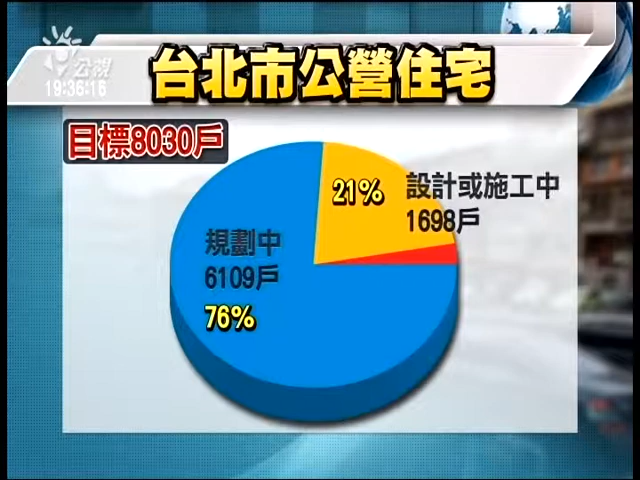 台北市公營住宅
公視
19:36:16
目標8030戶
21%
設計或施工中
1698戶
規劃中
6109戶
76%